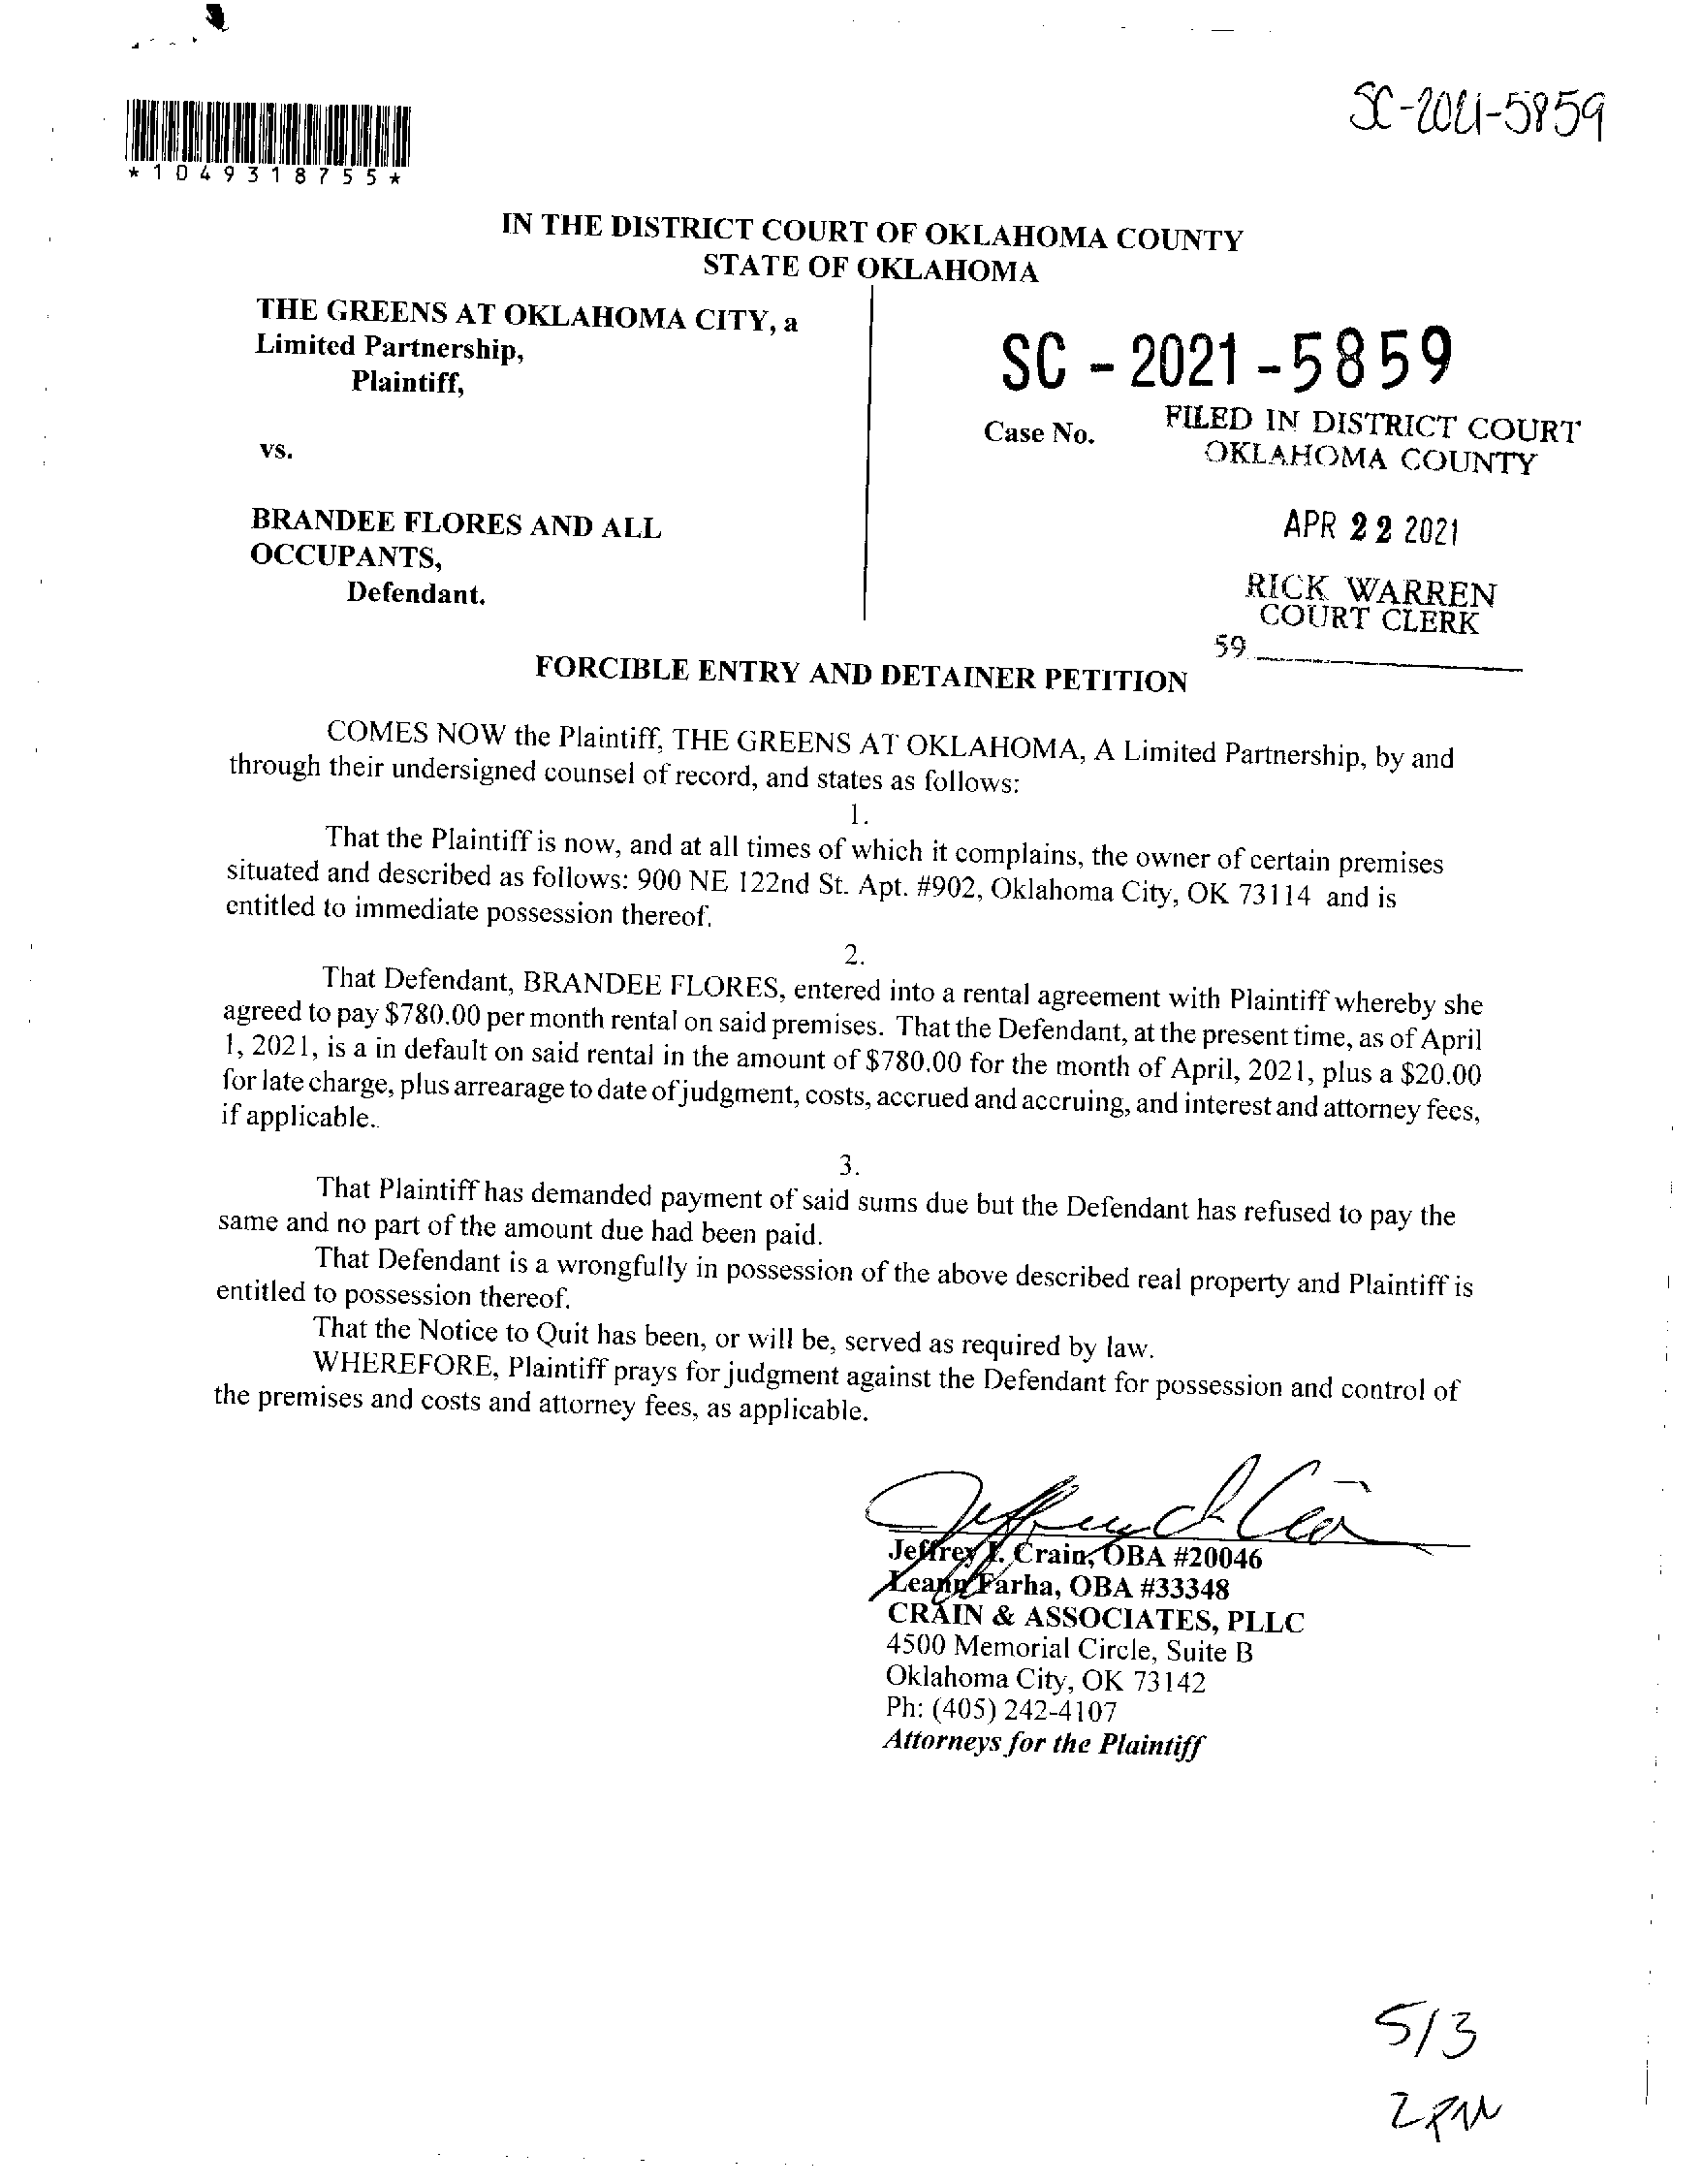 SC-2021-5859
*1049318755*
IN THE DISTRICT COURT OF OKLAHOMA COUNTY
STATE OF OKLAHOMA
THE GREENS AT OKLAHOMA CITY, a
Limited Partnership,
Plaintiff,
vs.
BRANDEE FLORES AND ALL
OCCUPANTS,
Defendant.
SC - 2021 - 5859
Case No.
FILED IN DISTRICT COURT
OKLAHOMA COUNTY
APR 22 2021
RICK WARREN
COURT CLERK
59
FORCIBLE ENTRY AND DETAINER PETITION
COMES NOW the Plaintiff, THE GREENS AT OKLAHOMA, A Limited Partnership, by and
through their undersigned counsel of record, and states as follows:
1.
That the Plaintiff is now, and at all times of which it complains, the owner of certain premises
situated and described as follows: 900 NE 122nd St. Apt. #902, Oklahoma City, OK 73114 and is
entitled to immediate possession thereof.
2.
That Defendant, BRANDEE FLORES, entered into a rental agreement with Plaintiff whereby she
agreed to pay $780.00 per month rental on said premises. That the Defendant, at the present time, as of April
1, 2021, is a in default on said rental in the amount of $780.00 for the month of April, 2021, plus a $20.00
for late charge, plus arrearage to date of judgment, costs, accrued and accruing, and interest and attorney fees,
if applicable..
3.
That Plaintiff has demanded payment of said sums due but the Defendant has refused to pay the
same and no part of the amount due had been paid.
That Defendant is a wrongfully in possession of the above described real property and Plaintiff is
entitled to possession thereof.
That the Notice to Quit has been, or will be, served as required by law.
WHEREFORE, Plaintiff prays for judgment against the Defendant for possession and control of
the premises and costs and attorney fees, as applicable.
Jeffrey Crain, OBA #20046
Leann Farha, OBA #33348
CRAIN & ASSOCIATES, PLLC
4500 Memorial Circle, Suite B
Oklahoma City, OK 73142
Ph: (405) 242-4107
Attorneys for the Plaintiff
5/3
2 PM